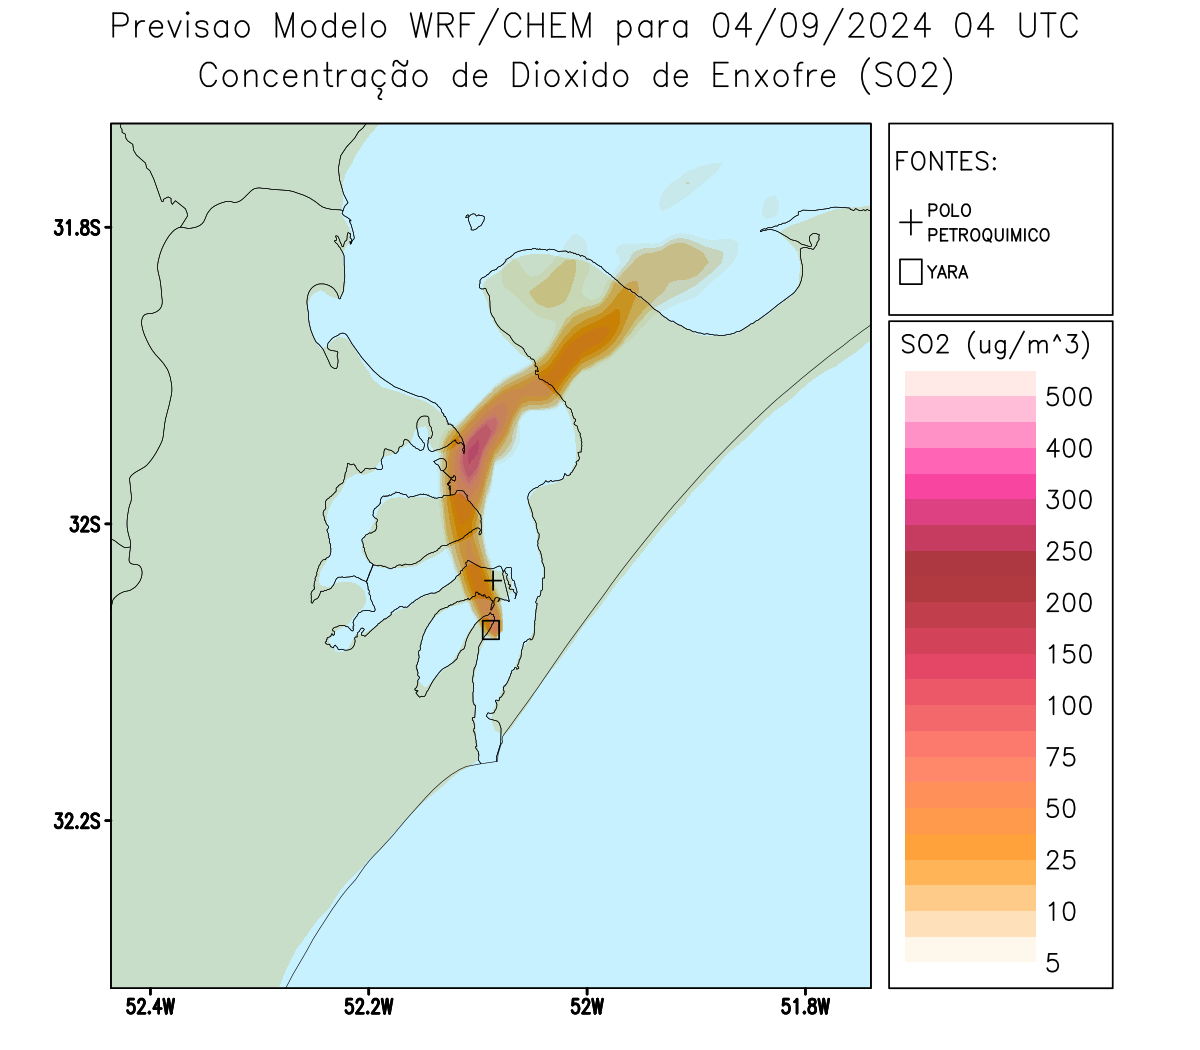 Previsao Modelo WRF/CHEM para 04/09/2024 04 UTC
Concentração de Dioxido de Enxofre (SO2)
FONTES:
POLO
PETROQUIMICO
YARA
31.8S
32S
32.2S
52.4W
52.2W
52W
51.8W
SO2 (ug/m^3)
500
400
300
250
200
150
100
75
50
25
10
5